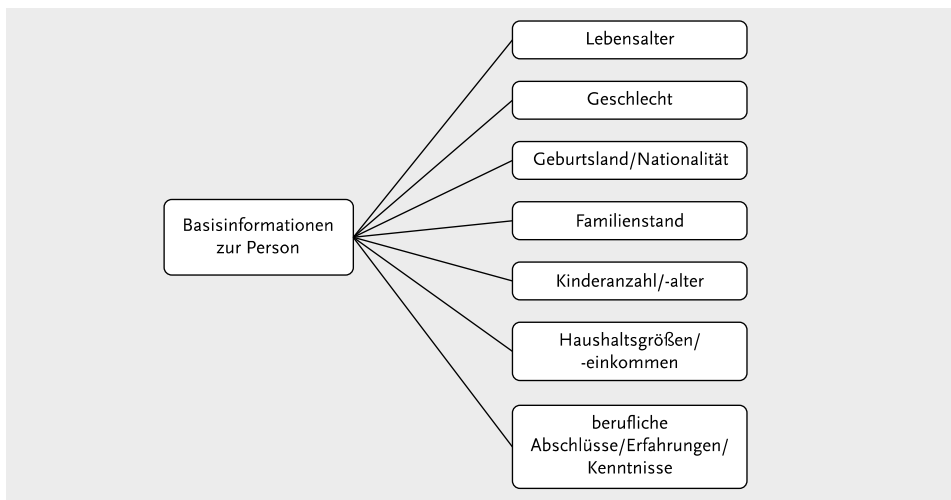 Basisinformationen
zur Person
Lebensalter
Geschlecht
Geburtsland/Nationalität
Familienstand
Kinderanzahl/-alter
Haushaltsgrößen/
-einkommen
berufliche
Abschlüsse/Erfahrungen/
Kenntnisse